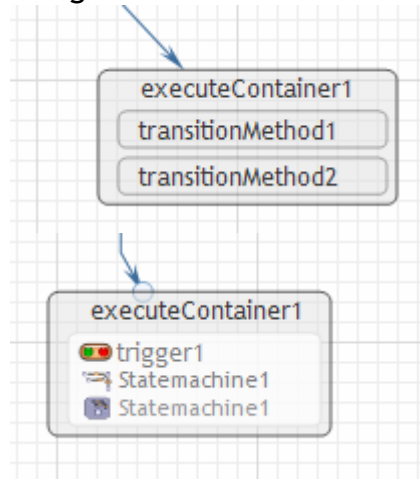 executeContainer1
transitionMethod1
transitionMethod2
executeContainer1
trigger1
Statemachine1
Statemachine1